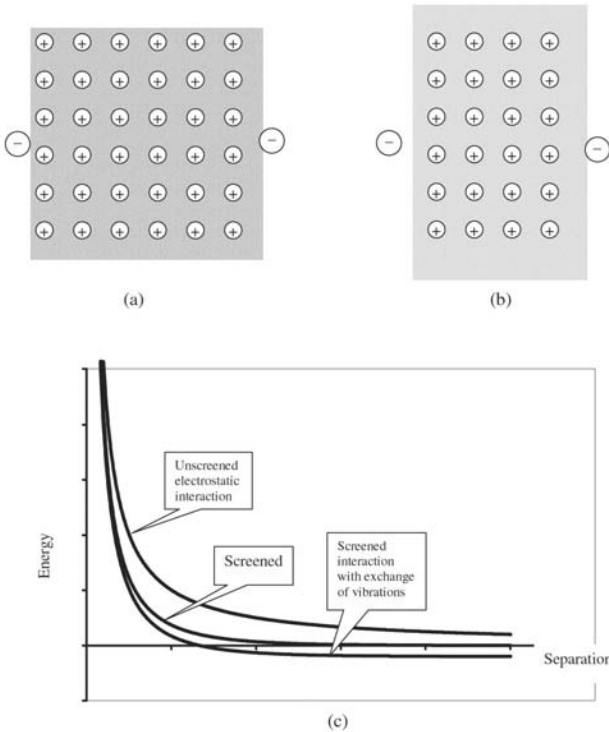 (a)
(b)
Energy
Unscreened
electrostatic
interaction
Screened
Screened
interaction
with exchange
of vibrations
Separation
(c)